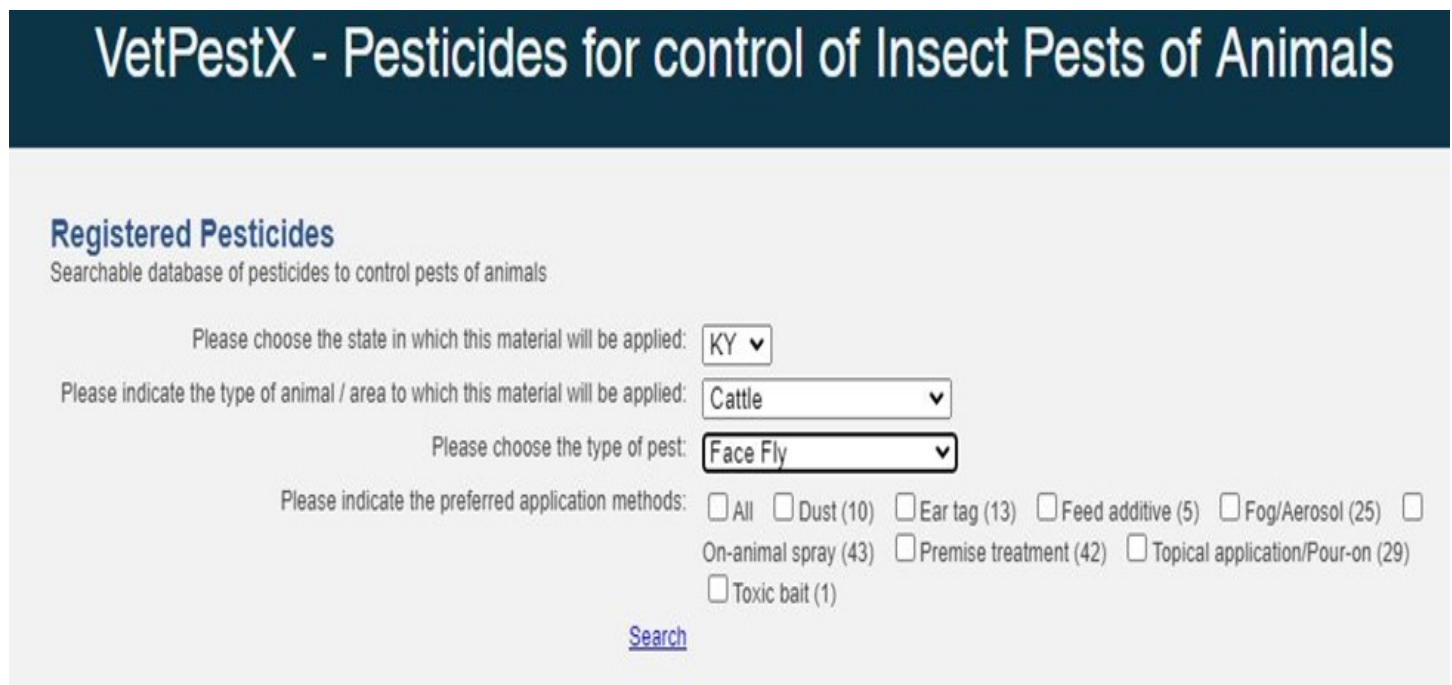 VetPestX - Pesticides for control of Insect Pests of Animals
Registered Pesticides
Searchable database of pesticides to control pests of animals
Please choose the state in which this material will be applied: KY
Please indicate the type of animal / area to which this material will be applied: Cattle
Please choose the type of pest: Face Fly
Please indicate the preferred application methods: All Dust (10) Ear tag (13) Feed additive (5) Fog/Aerosol (25)
On-animal spray (43) Premise treatment (42) Topical application/Pour-on (29)
Toxic bait (1)
Search